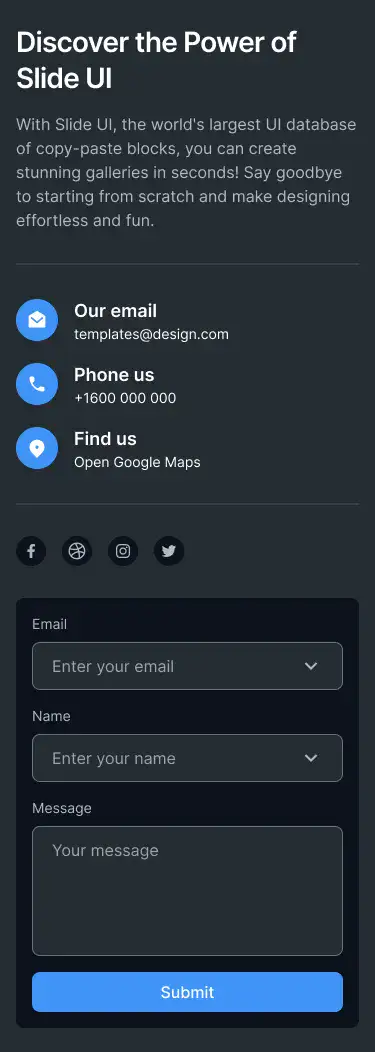 Discover the Power of
Slide UI
With Slide UI, the world's largest UI database
of copy-paste blocks, you can create
stunning galleries in seconds! Say goodbye
to starting from scratch and make designing
effortless and fun.
Our email
templates@design.com
Phone us
+1600 000 000
Find us
Open Google Maps
Email
Enter your email
Name
Enter your name
Message
Your message
Submit